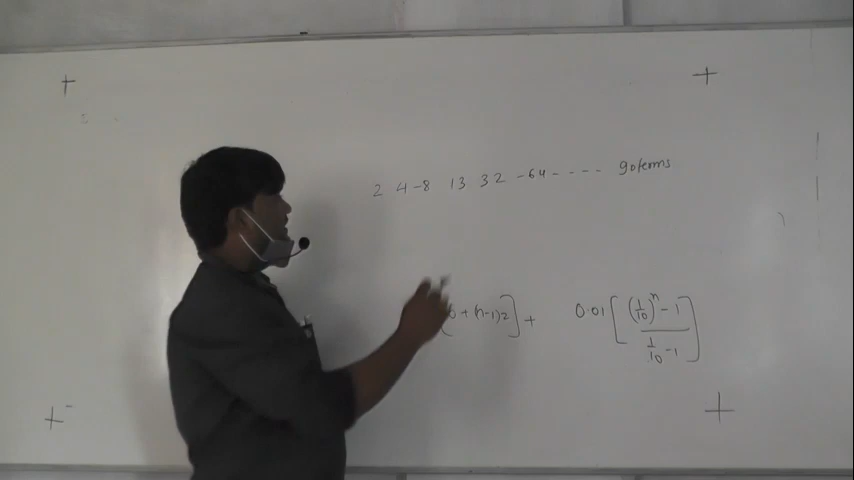 2 4 -8 13 32 -64 - - - - 90 terms
+ (n-1)2] + 0.01 [ (1/10)^n - 1 / 1/10 - 1 ]